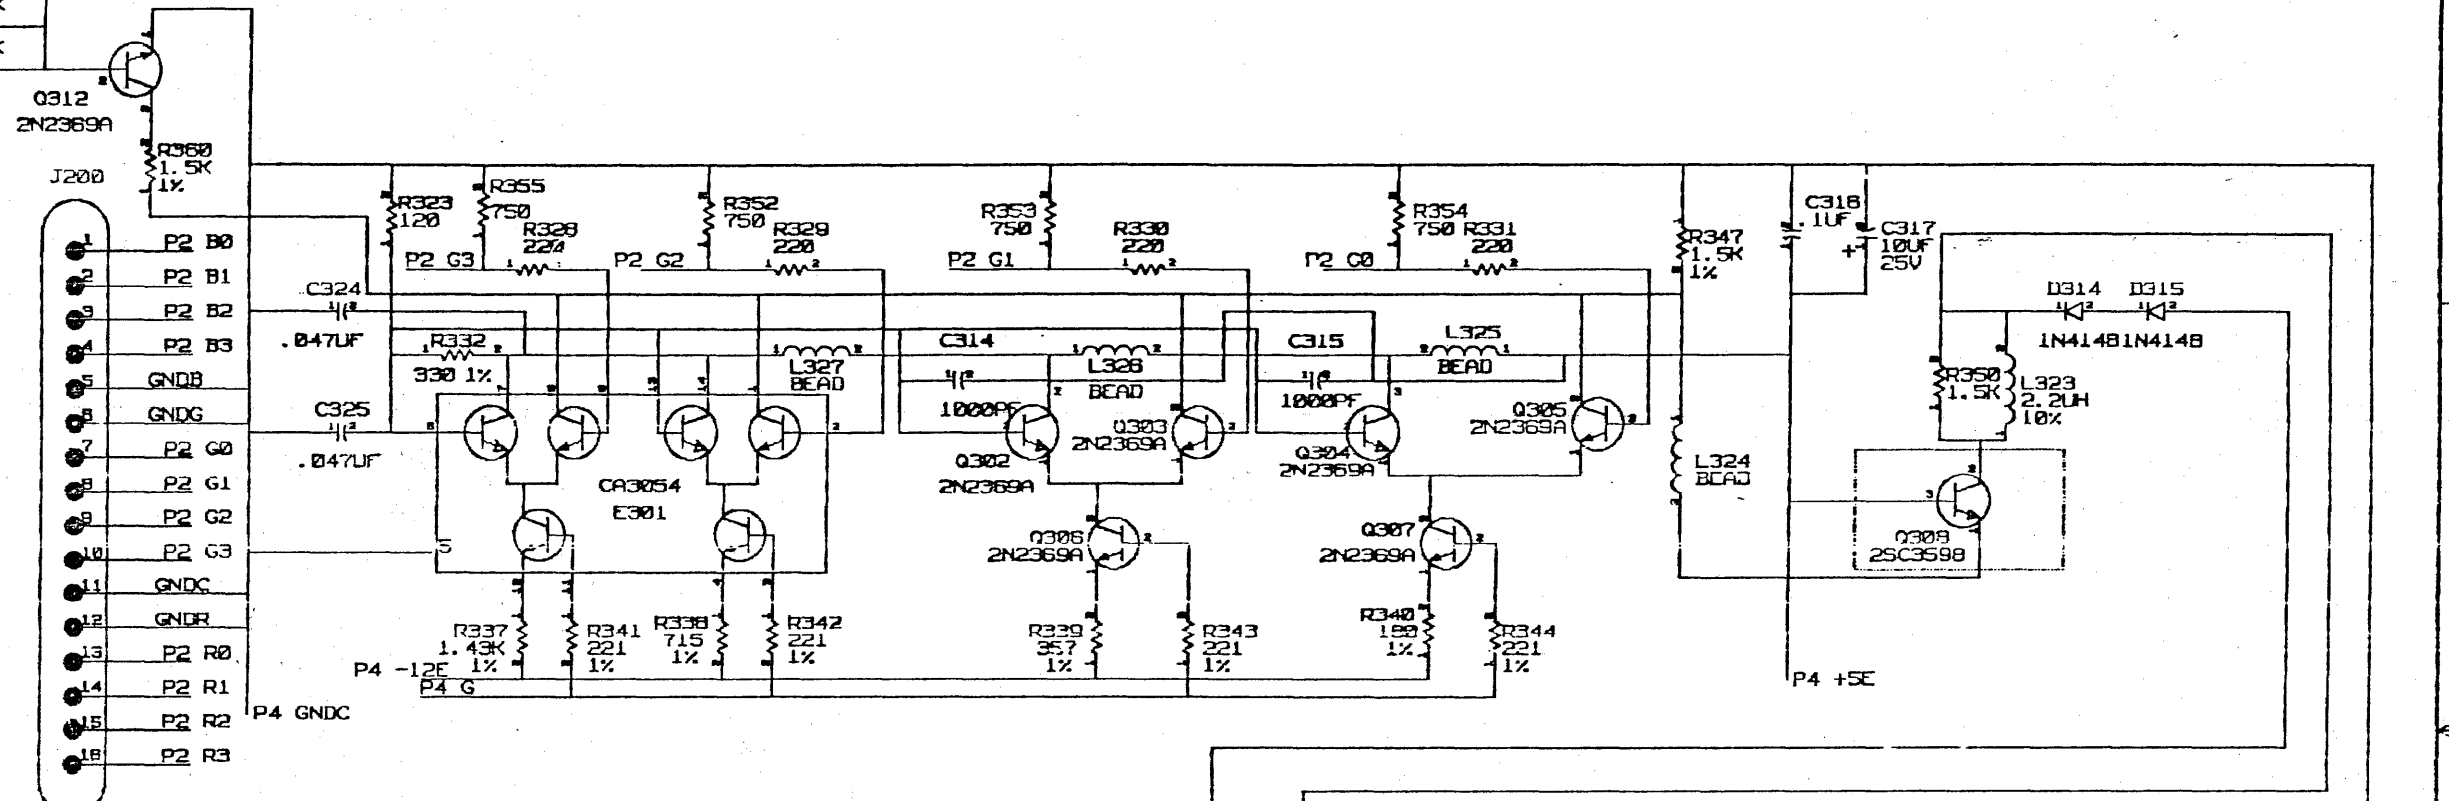 Q312
2N2369A
R360
1.5K
1%
J200
1 P2 B0
2 P2 B1
3 P2 B2
4 P2 B3
5 GNDB
6 GNDG
7 P2 G0
8 P2 G1
9 P2 G2
10 P2 G3
11 GNDC
12 GNDR
13 P2 R0
14 P2 R1
15 P2 R2
16 P2 R3
P4 GNDC
C324
.047UF
C325
.047UF
R323
120
R355
750
R328
220
P2 G3
R352
750
R329
220
P2 G2
R353
750
R330
220
P2 G1
R354
750
R331
220
P2 G0
R347
1.5K
1%
C318
.1UF
C317
10UF
25V
R332
330 1%
L327
BEAD
C314
1000PF
L326
BEAD
C315
1000PF
L325
BEAD
D314
D315
1N4148 1N4148
R350
1.5K
L323
2.2UH
10%
CA3054
E301
5
Q302
2N2369A
Q303
2N2369A
Q304
2N2369A
Q305
2N2369A
L324
BEAD
Q306
2N2369A
Q307
2N2369A
2SC3598
R337
1.43K
1%
R341
221
1%
R338
715
1%
R342
221
1%
R339
357
1%
R343
221
1%
R340
180
1%
R344
221
1%
P4 -12E
P4 G
P4 +5E